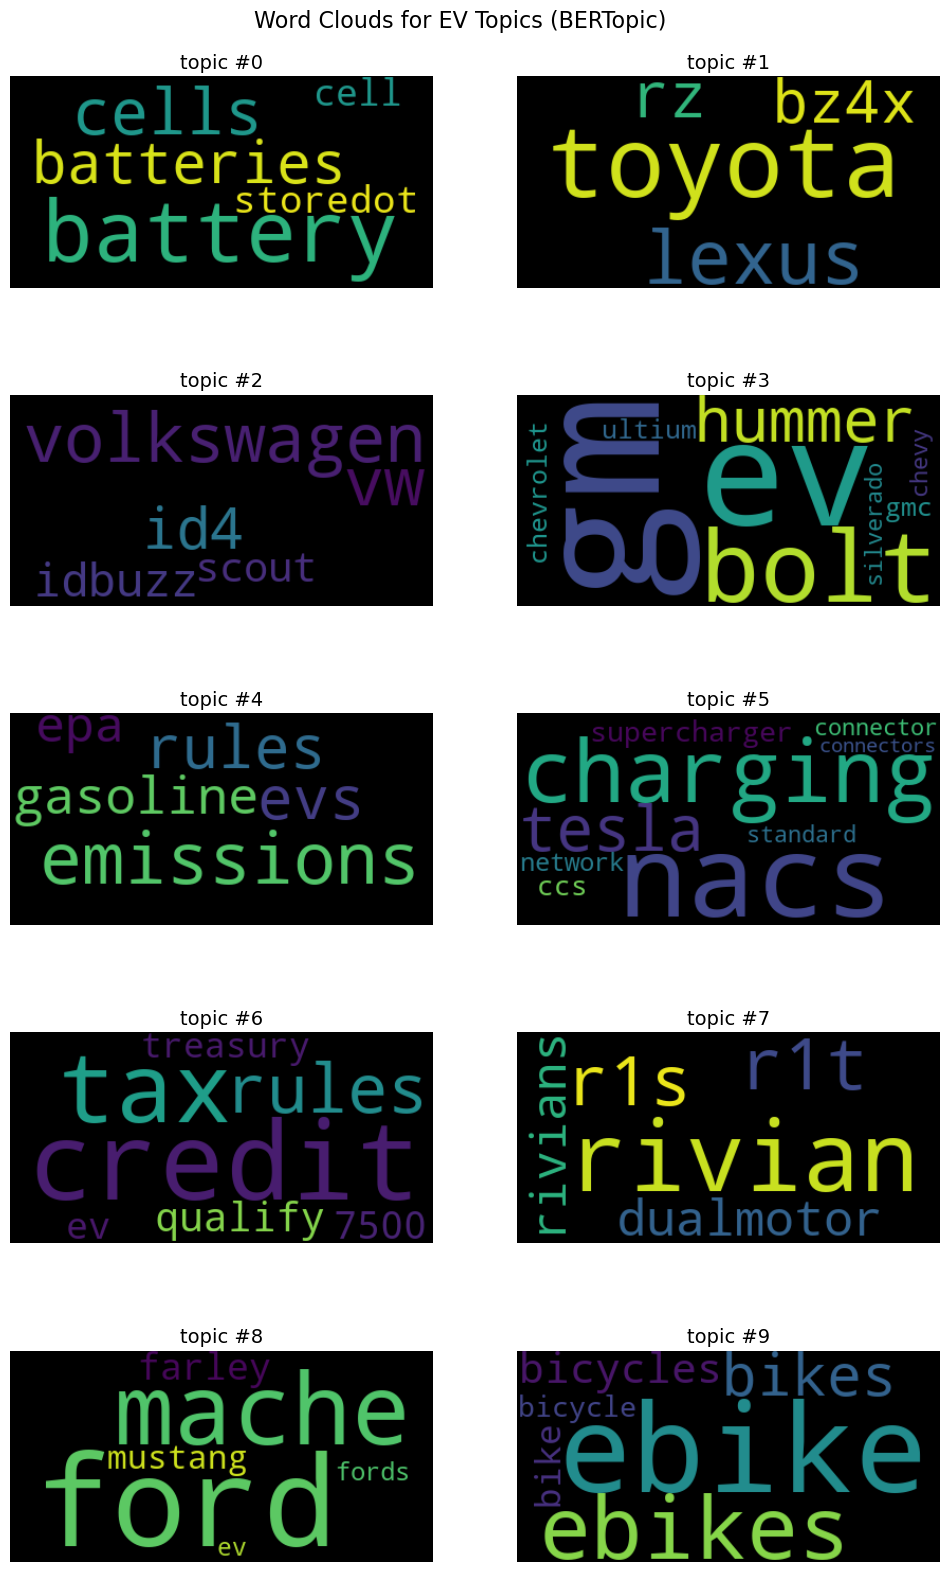 Word Clouds for EV Topics (BERTopic)
topic #0
cells
cell
batteries
storedot
battery
topic #1
rz
bz4x
toyota
lexus
topic #2
volkswagen
vw
id4
idbuzz
scout
topic #3
chevrolet
gm
ultium
hummer
ev
chevy
silverado
gmc
bolt
topic #4
epa
rules
gasoline
evs
emissions
topic #5
supercharger
connector
connectors
charging
tesla
standard
network
nacs
ccs
topic #6
treasury
tax
rules
credit
ev
qualify
7500
topic #7
rivians
r1s
r1t
rivian
dualmotor
topic #8
farley
mache
mustang
fords
ford
ev
topic #9
bicycles
bikes
bicycle
ebike
bike
ebikes